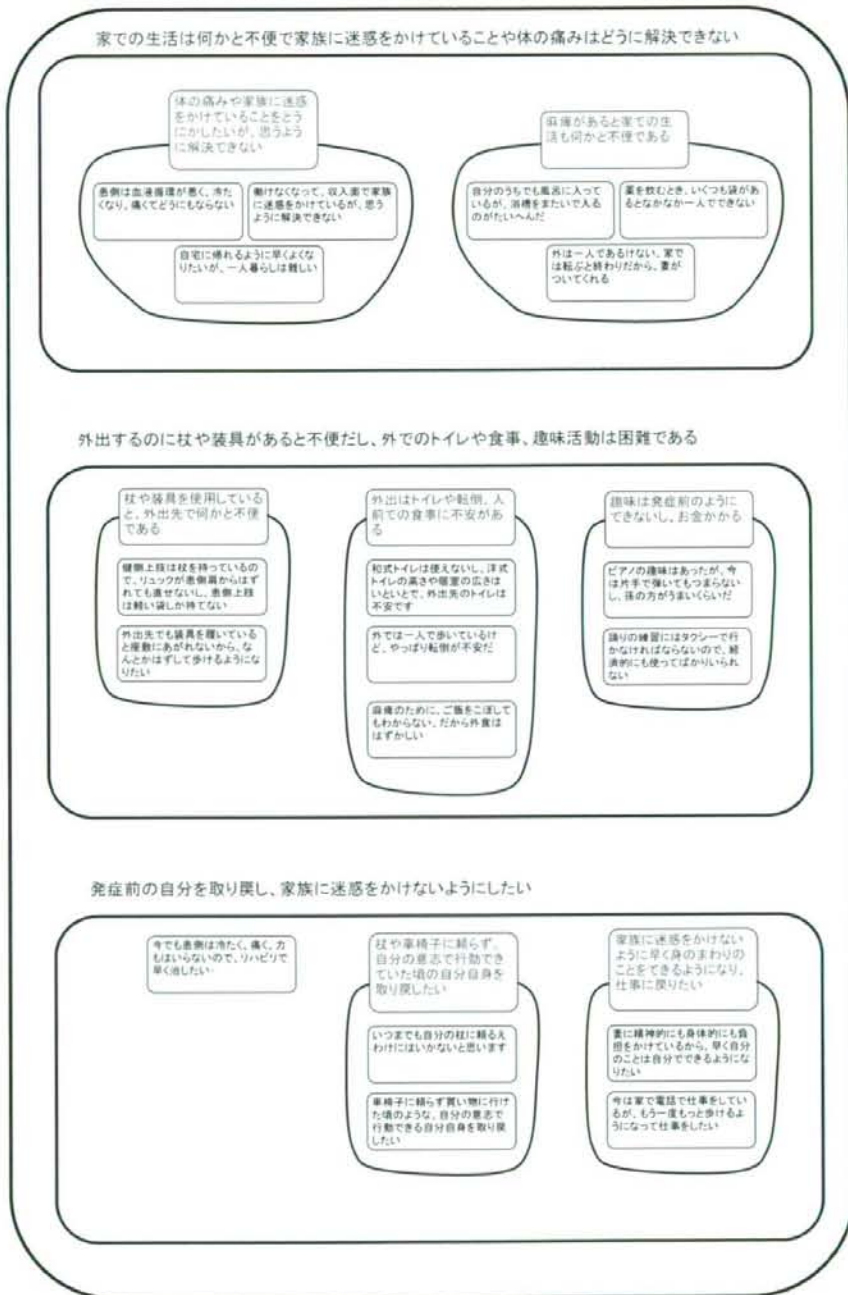 家での生活は何かと不便で家族に迷惑をかけていることや体の痛みはどうに解決できない
体の痛みや家族に迷惑
をかけていることをどう
にかしたいが、思うよう
に解決できない
麻痺があると家での生
活も何かと不便である
患側は血液循環が悪く、冷た
くなり、痛くてどうにもならない
働けなくなって、収入面で家族
に迷惑をかけているが、思う
ように解決できない
自分のうちでも風呂に入って
いるが、浴槽をまたいで入る
のがたいへんだ
薬を飲むとき、いくつも袋があ
るとなかなか一人でできない
自宅に帰れるように早くよくな
りたいが、一人暮らしは難しい
外は一人であるけない、家で
は転ぶと終わりだから、妻が
ついてくれる
外出するのに杖や装具があると不便だし、外でのトイレや食事、趣味活動は困難である
杖や装具を使用している
と、外出先で何かと不便
である
外出はトイレや転倒、人
前での食事に不安があ
る
趣味は発症前のように
できないし、お金かかる
健側上肢は杖を持っているの
で、リュックが患側肩からはず
れても直せないし、患側上肢
は軽い袋しか持てない
和式トイレは使えないし、洋式
トイレの高さや個室の広さはま
いといとで、外出先のトイレは
不安です
ピアノの趣味はあったが、今
は片手で弾いてもつまらない
し、孫の方がうまいくらいだ
外出先でも装具を履いている
と座敷にあがれないから、な
んとかはずして歩けるようにな
りたい
外では一人で歩いているけ
ど、やっぱり転倒が不安だ
踊りの練習にはタクシーで行
かなければならないので、経
済的にも使ってばかりいられ
ない
麻痺のために、ご飯をこぼして
もわからない、だから外食は
はずかしい
発症前の自分を取り戻し、家族に迷惑をかけないようにしたい
今でも患側は冷たく、痛く、力
もはいらないので、リハビリで
早く治したい
杖や車椅子に頼らず、
自分の意志で行動でき
ていた頃の自分自身を
取り戻したい
家族に迷惑をかけない
ように早く身のまわりの
ことをできるようになり、
仕事に戻りたい
いつまでも自分の杖に頼るえ
わけにはいかないと思います
妻に精神的にも身体的にも負
担をかけているから、早く自分
のことは自分でできるようにな
りたい
車椅子に頼らず買い物に行け
た頃のような、自分の意志で
行動できる自分自身を取り戻
したい
今は家で電話で仕事をしてい
るが、もう一度もっと歩けるよ
うになって仕事をしたい